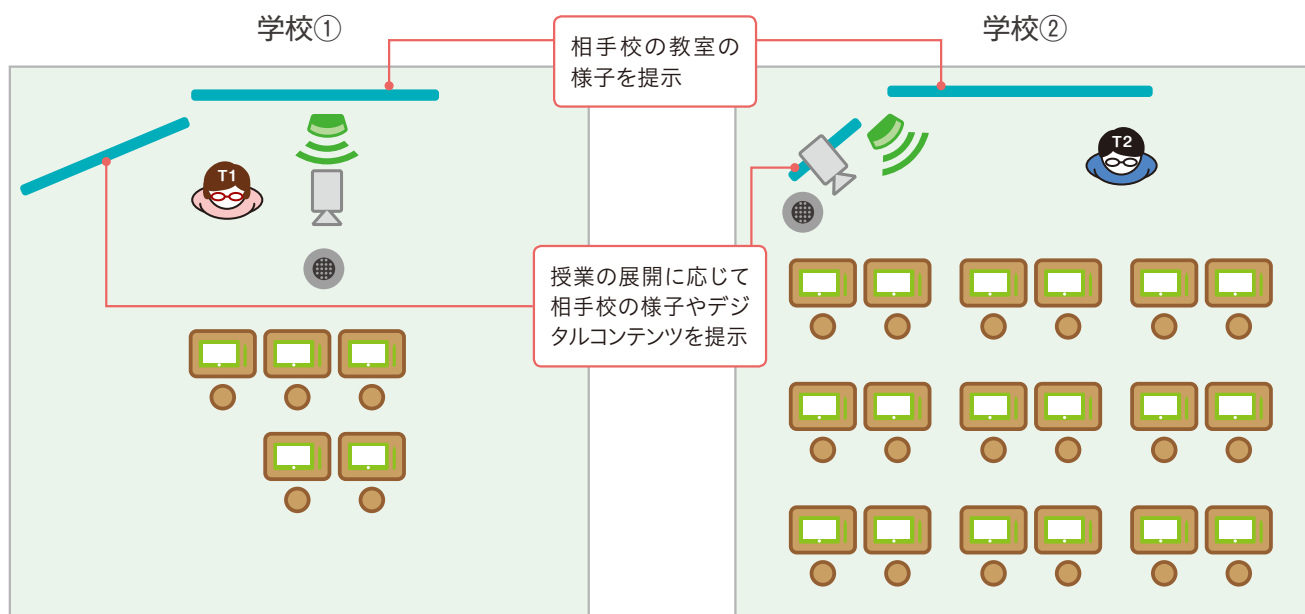 学校①
学校②
相手校の教室の
様子を提示
T1
T2
授業の展開に応じて
相手校の様子やデジ
タルコンテンツを提示